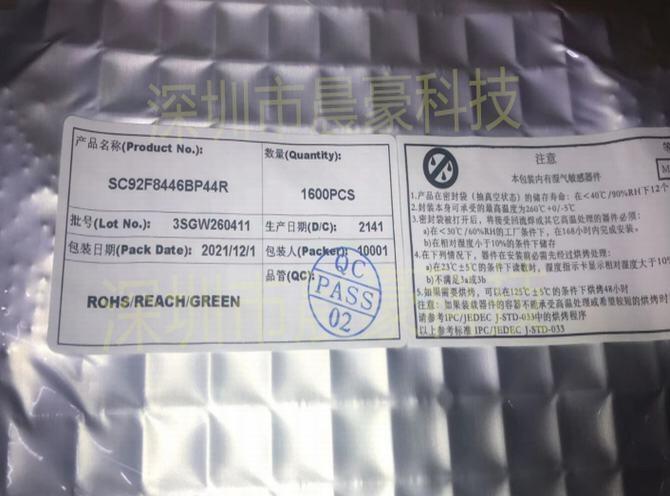 深圳市晨豪科技
产品名称(Product No.):
SC92F8446BP44R
数量(Quantity):
1600PCS
批号(Lot No.): 3SGW260411
生产日期(D/C): 2141
包装日期(Pack Date): 2021/12/1
包装人(Packer): 40001
ROHS/REACH/GREEN
品管(QC):
QC
PASS
02
注意
本包装内有湿气敏感器件
1.产品在密封袋（抽真空状态）的储存寿命：在<40℃/90%RH下12个
2.封装本身可承受的最高温度为260℃+0/-5℃
3.密封袋被打开后，将接受回流焊或其它高温处理的器件必须：
a)在<30℃/60%RH的工厂条件下，在168小时内完成安装。
b)在相对湿度小于10%的条件下储存
4.在下列情况下，器件在安装前必需先经过烘烤处理：
a)在23℃±5℃的条件下读数时，湿度指示卡显示相对湿度大于10%
b)不满足3a或3b
5.如果需要烘烤，可以在125℃±5℃的条件下烘烤48小时
注意：如果装载器件的容器不能承受高温处理或希望较短的烘烤时
请参考IPC/JEDEC J-STD-033中的烘烤程序
以上参考标准 IPC/JEDEC J-STD-033
等
M
深圳市晨豪